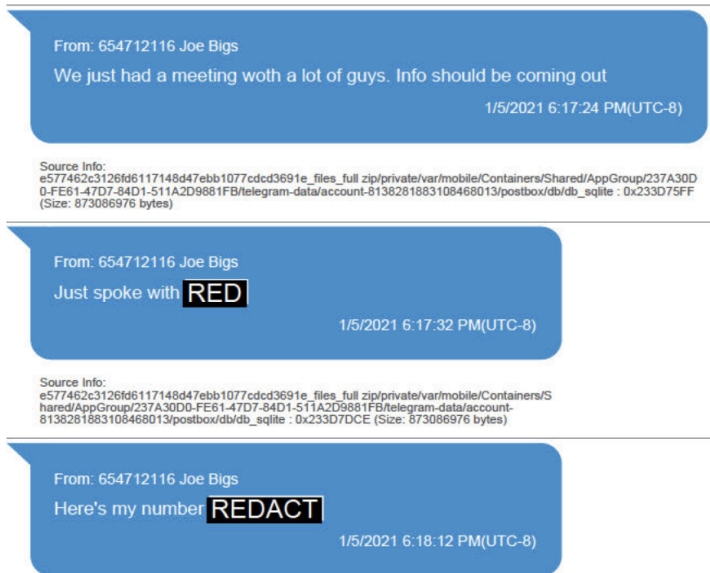 From: 654712116 Joe Bigs
We just had a meeting woth a lot of guys. Info should be coming out
1/5/2021 6:17:24 PM(UTC-8)
Source Info:
e577462c3126fd6117148d47ebb1077cdcd3691e_files_full zip/private/var/mobile/Containers/Shared/AppGroup/237A30D
0-FE61-47D7-84D1-511A2D9881FB/telegram-data/account-8138281883108468013/postbox/db/db_sqlite : 0x233D75FF
(Size: 873086976 bytes)
From: 654712116 Joe Bigs
Just spoke with RED
1/5/2021 6:17:32 PM(UTC-8)
Source Info:
e577462c3126fd6117148d47ebb1077cdcd3691e_files_full zip/private/var/mobile/Containers/S
hared/AppGroup/237A30D0-FE61-47D7-84D1-511A2D9881FB/telegram-data/account-
8138281883108468013/postbox/db/db_sqlite : 0x233D7DCE (Size: 873086976 bytes)
From: 654712116 Joe Bigs
Here's my number REDACT
1/5/2021 6:18:12 PM(UTC-8)